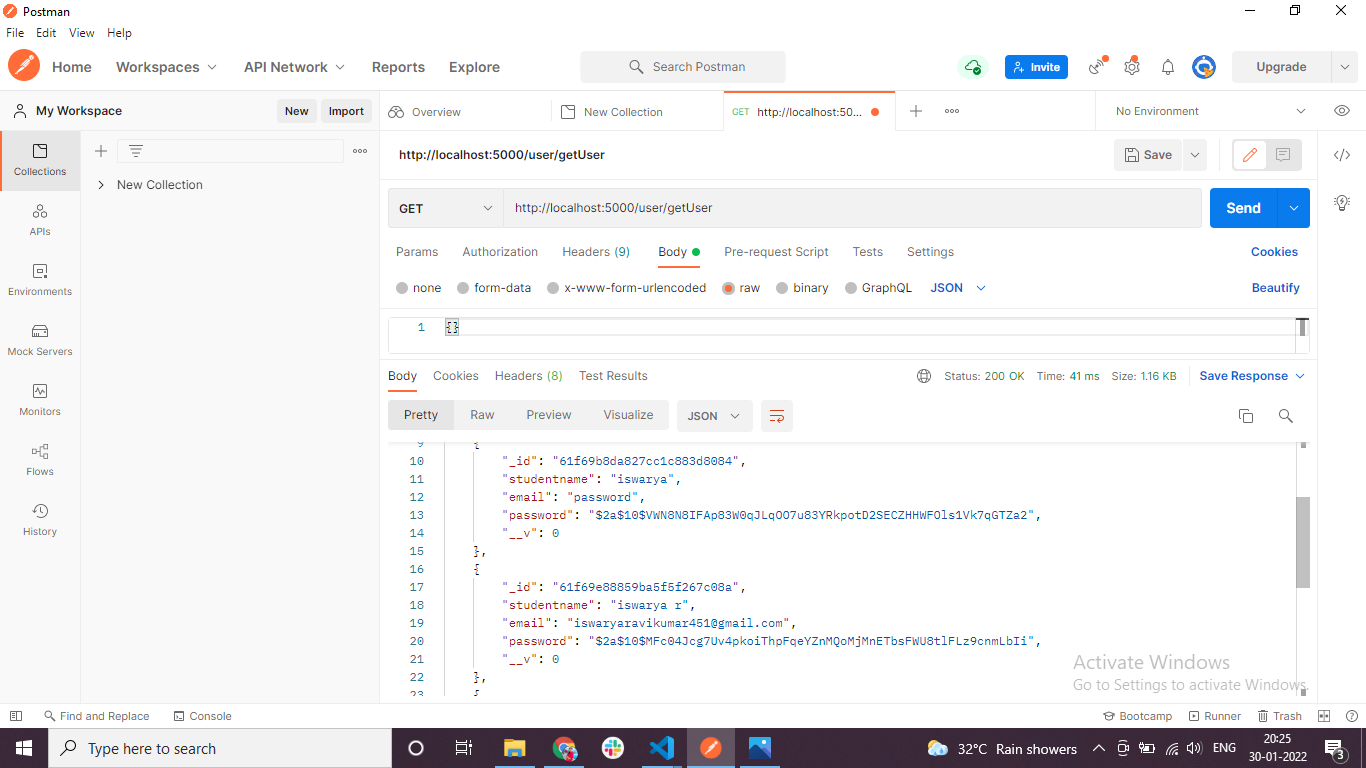 Postman
File Edit View Help
Home Workspaces API Network Reports Explore Search Postman Invite Upgrade
My Workspace New Import Overview New Collection GET http://localhost:50... No Environment
http://localhost:5000/user/getUser Save
Collections
New Collection
APIs
Environments
Mock Servers
Monitors
Flows
History
GET http://localhost:5000/user/getUser Send
Params Authorization Headers (9) Body Pre-request Script Tests Settings Cookies
none form-data x-www-form-urlencoded raw binary GraphQL JSON Beautify
1 {}
Body Cookies Headers (8) Test Results Status: 200 OK Time: 41 ms Size: 1.16 KB Save Response
Pretty Raw Preview Visualize JSON
9 {
10 "_id": "61f69b8da827cc1c883d8084",
11 "studentname": "iswarya",
12 "email": "password",
13 "password": "$2a$10$VWN8N8IFAp83W0qJLqOO7u83YRkpotD2SECZHHWFOls1Vk7qGTZa2",
14 "__v": 0
15 },
16 {
17 "_id": "61f69e88859ba5f5f267c08a",
18 "studentname": "iswarya r",
19 "email": "iswaryaravikumar451@gmail.com",
20 "password": "$2a$10$MFc04Jcg7Uv4pkoiThpFqeYZnMQoMjMnETbsFWU8tlFLz9cnmLbIi",
21 "__v": 0
22 },
23 {
Activate Windows
Go to Settings to activate Windows.
Find and Replace Console Bootcamp Runner Trash
Type here to search 32°C Rain showers ENG 20:25
30-01-2022 3